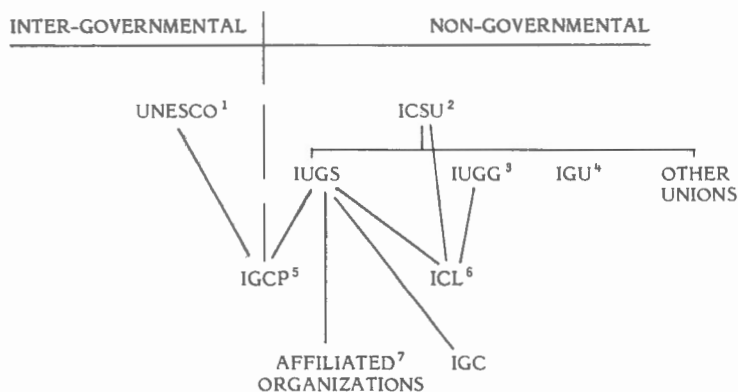 INTER-GOVERNMENTAL NON-GOVERNMENTAL
UNESCO¹ ICSU²
IUGS IUGG³ IGU⁴ OTHER
UNIONS
IGCP⁵ ICL⁶
AFFILIATED⁷ IGC
ORGANIZATIONS